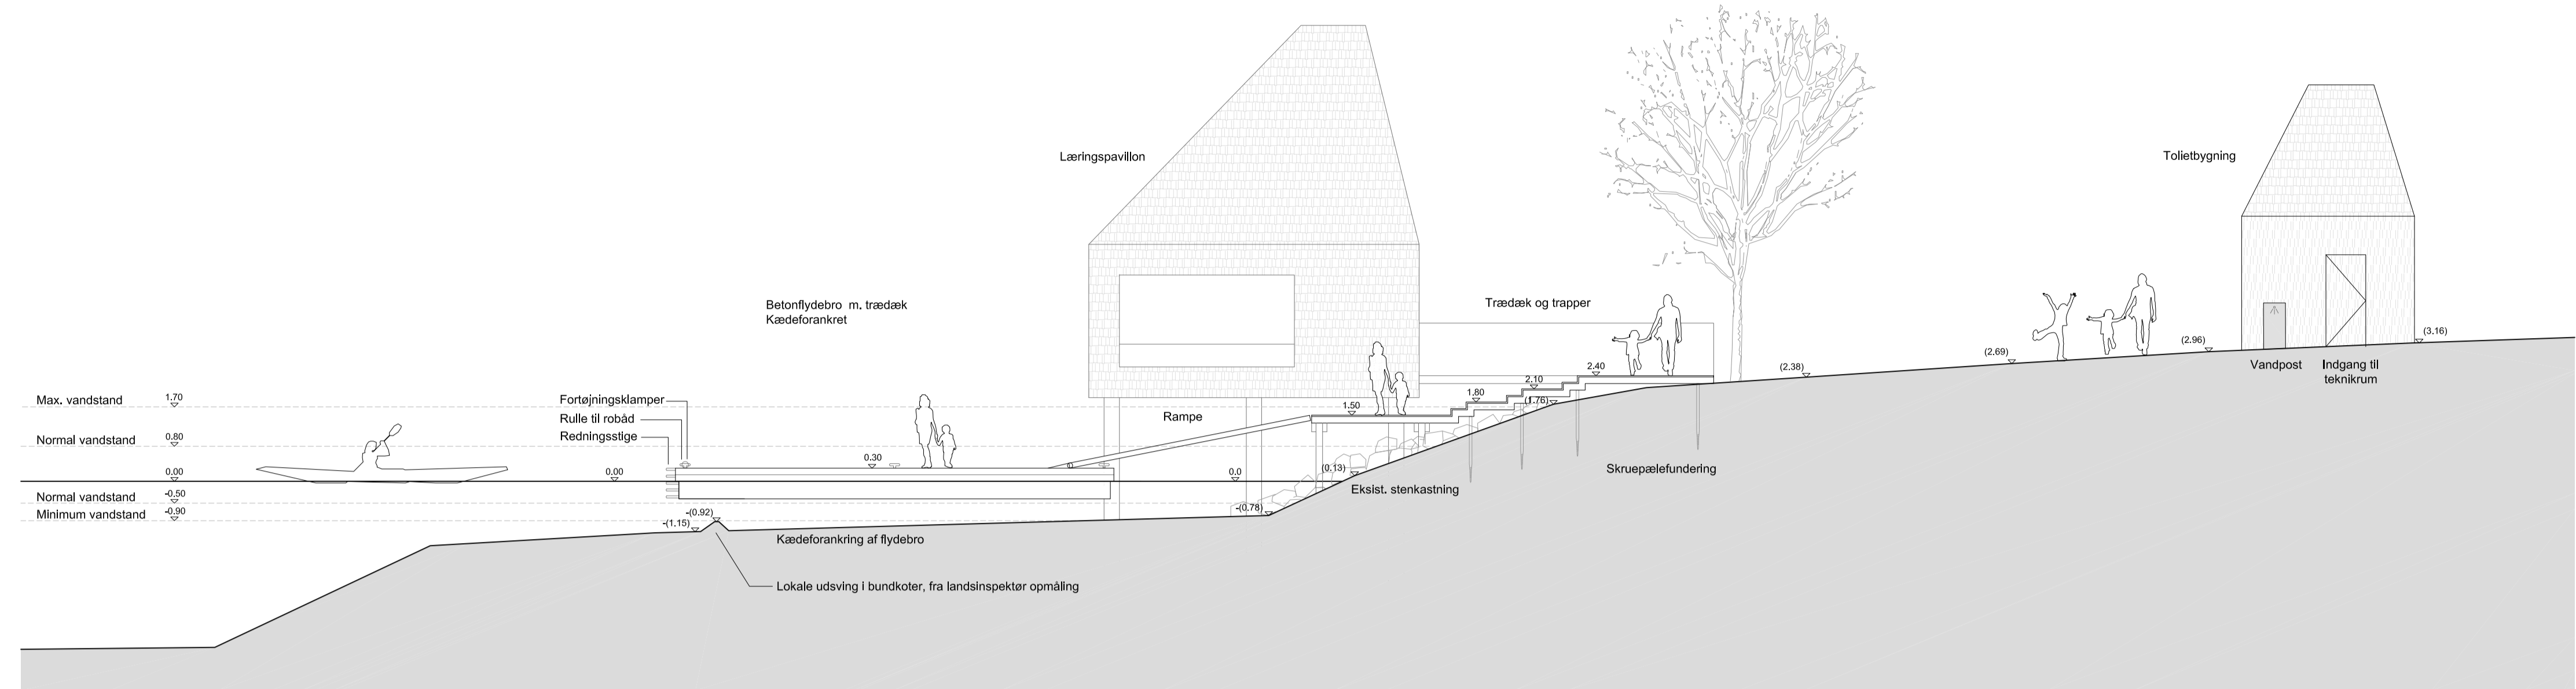 Læringspavillon
Tolietbygning
Betonflydebro m. trædæk
Kædeforankret
Trædæk og trapper
Max. vandstand 1.70
Normal vandstand 0.80
0.00
Normal vandstand -0.50
Minimum vandstand -0.90
Fortøjningsklamper
Rulle til robåd
Redningsstige
0.00
0.30
-(1.15)
-(0.92)
Kædeforankring af flydebro
Lokale udsving i bundkoter, fra landsinspektør opmåling
Rampe
0.0
-(0.78)
(0.13)
Eksist. stenkastning
1.50
1.80
2.10
(1.76)
2.40
Skruepælefundering
(2.38)
(2.69)
(2.96)
(3.16)
Vandpost
Indgang til
teknikrum